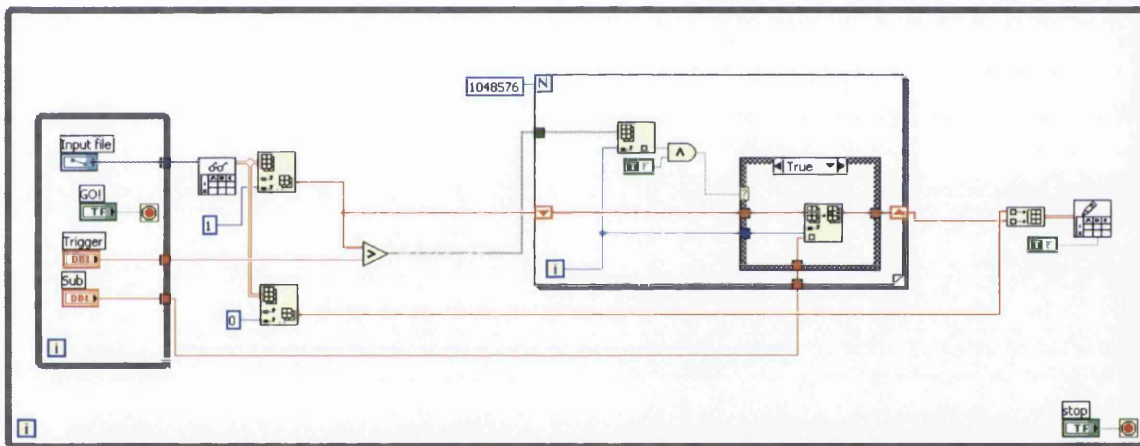 1048576
N
Input file
GO!
TF
1
Trigger
DBL
Sub
DBL
0
i
>
TF
Λ
True
?
i
TF
i
stop
TF